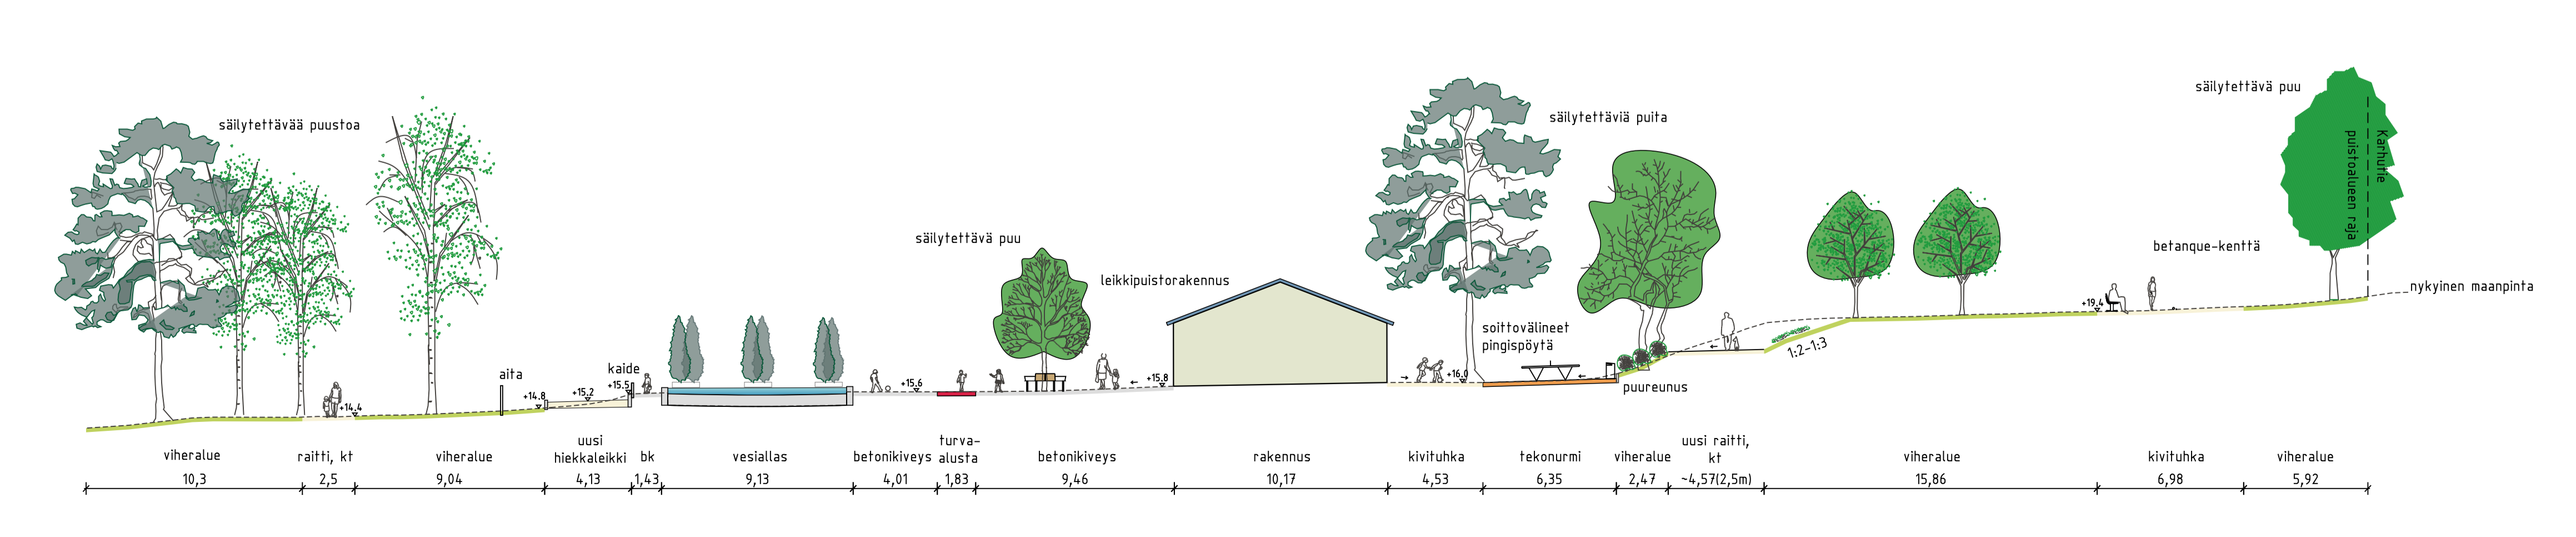 säilytettävää puustoa
säilytettävä puu
leikkipuistorakennus
säilytettäviä puita
säilytettävä puu
Karhutie
puistoalueen raja
betanque-kenttä
nykyinen maanpinta
soittovälineet
pingispöytä
puureunus
1:2-1:3
aita
kaide
+14.4
+14.8
+15.2
+15.5
+15.6
+15.8
+16.0
+19.4
viheralue
10,3
raitti, kt
2,5
viheralue
9,04
uusi
hiekkaleikki
4,13
bk
1,43
vesiallas
9,13
betonikiveys
4,01
turva-
alusta
1,83
betonikiveys
9,46
rakennus
10,17
kivituhka
4,53
tekonurmi
6,35
viheralue
2,47
uusi raitti,
kt
~4,57(2,5m)
viheralue
15,86
kivituhka
6,98
viheralue
5,92